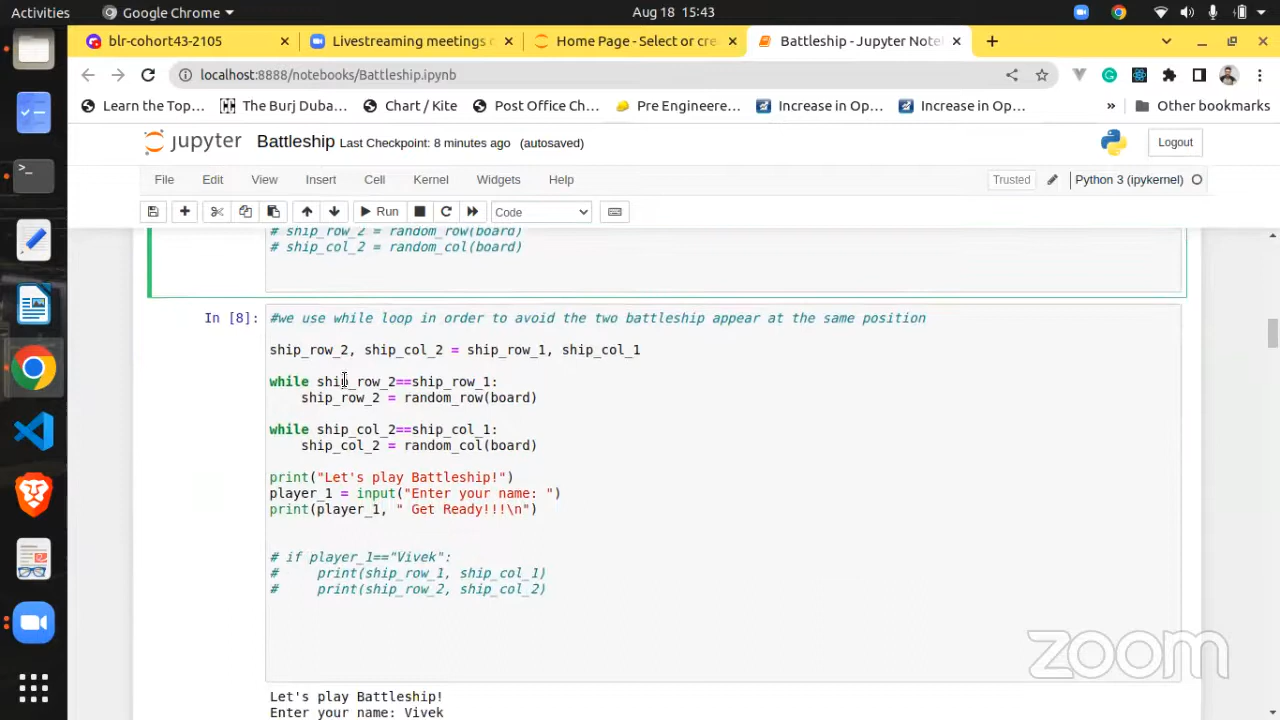 Activities
Google Chrome
Aug 18 15:43
blr-cohort43-2105
Livestreaming meetings o
Home Page - Select or cre
Battleship - Jupyter Note
localhost:8888/notebooks/Battleship.ipynb
Learn the Top...
The Burj Duba...
Chart / Kite
Post Office Ch...
Pre Engineere...
Increase in Op...
Increase in Op...
»
Other bookmarks
jupyter
Battleship Last Checkpoint: 8 minutes ago (autosaved)
Logout
File Edit View Insert Cell Kernel Widgets Help
Trusted
Python 3 (ipykernel)
Run
Code
# ship_row_2 = random_row(board)
# ship_col_2 = random_col(board)
In [8]:
#we use while loop in order to avoid the two battleship appear at the same position
ship_row_2, ship_col_2 = ship_row_1, ship_col_1
while ship_row_2==ship_row_1:
ship_row_2 = random_row(board)
while ship_col_2==ship_col_1:
ship_col_2 = random_col(board)
print("Let's play Battleship!")
player_1 = input("Enter your name: ")
print(player_1, " Get Ready!!!\n")
# if player_1=="Vivek":
# print(ship_row_1, ship_col_1)
# print(ship_row_2, ship_col_2)
Let's play Battleship!
Enter your name: Vivek
zoom